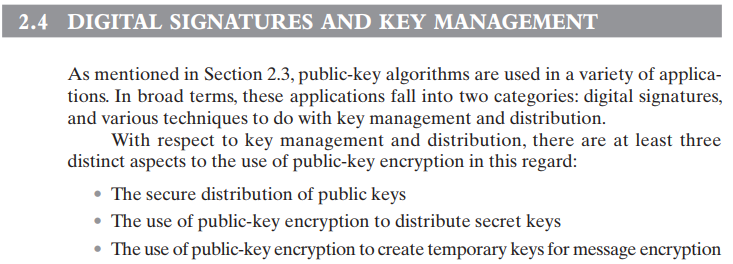 2.4 DIGITAL SIGNATURES AND KEY MANAGEMENT
As mentioned in Section 2.3, public-key algorithms are used in a variety of applica-
tions. In broad terms, these applications fall into two categories: digital signatures,
and various techniques to do with key management and distribution.
With respect to key management and distribution, there are at least three
distinct aspects to the use of public-key encryption in this regard:
• The secure distribution of public keys
• The use of public-key encryption to distribute secret keys
• The use of public-key encryption to create temporary keys for message encryption